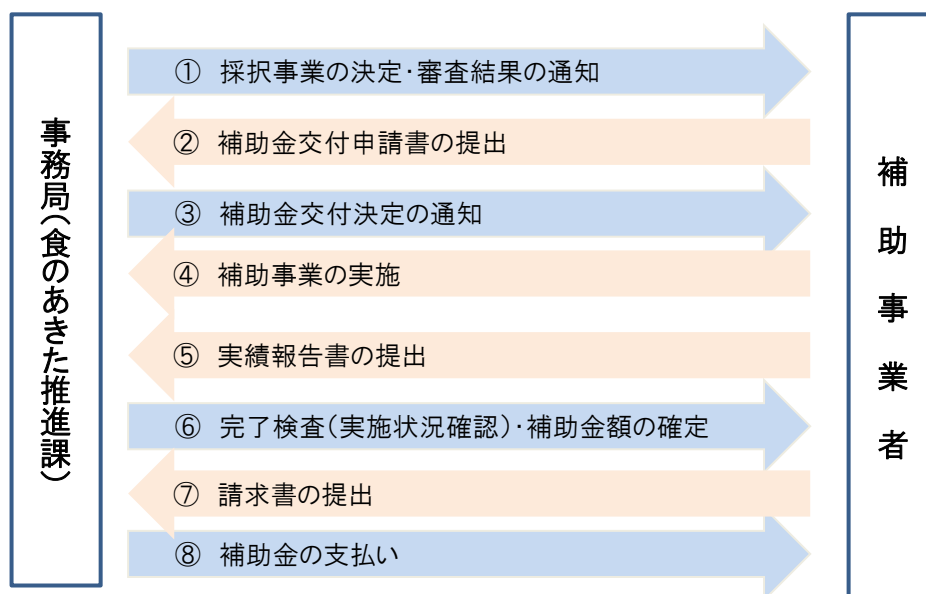 事務局(食のあきた推進課)
① 採択事業の決定・審査結果の通知
② 補助金交付申請書の提出
③ 補助金交付決定の通知
④ 補助事業の実施
⑤ 実績報告書の提出
⑥ 完了検査(実施状況確認)・補助金額の確定
⑦ 請求書の提出
⑧ 補助金の支払い
補助事業者